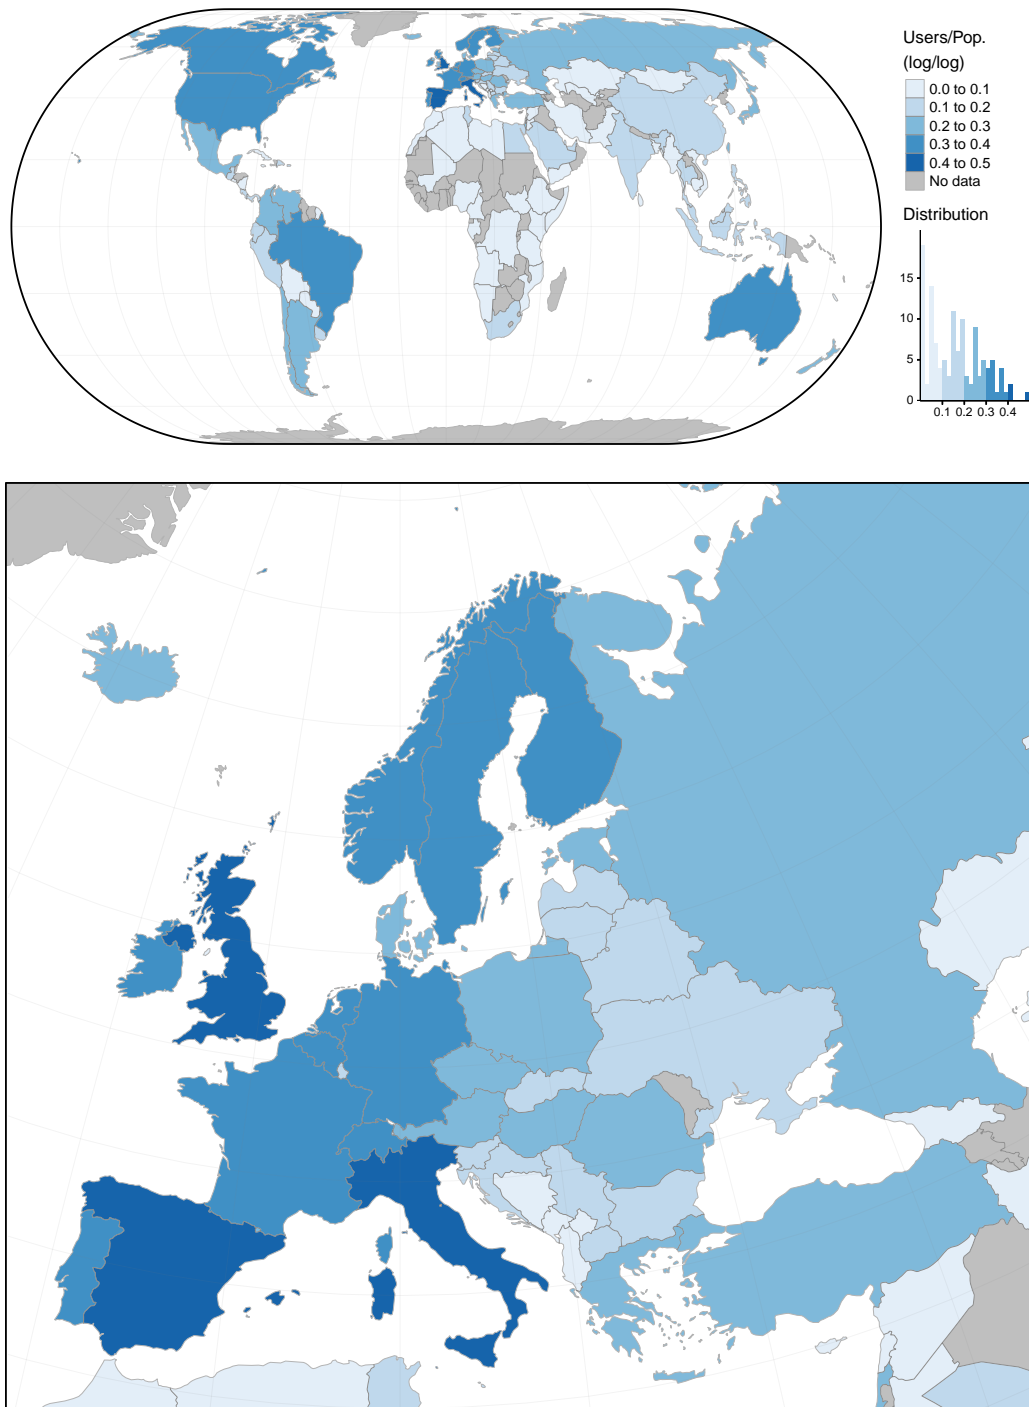 Users/Pop.
(log/log)
0.0 to 0.1
0.1 to 0.2
0.2 to 0.3
0.3 to 0.4
0.4 to 0.5
No data
Distribution
15
10
5
0
0.1 0.2 0.3 0.4